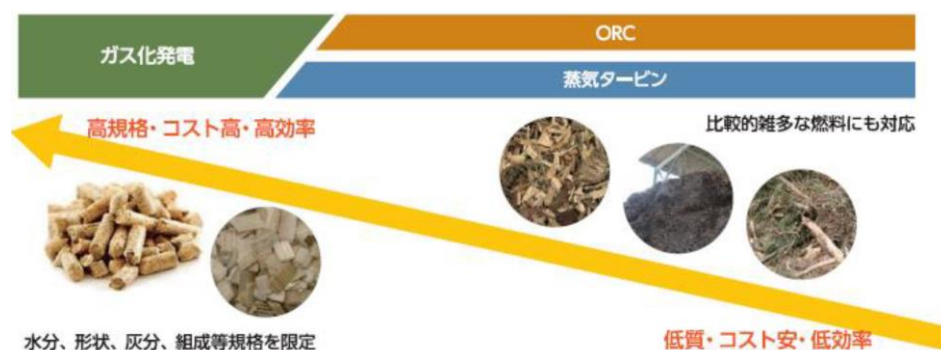 ガス化発電
ORC
蒸気タービン
高規格・コスト高・高効率
比較的雑多な燃料にも対応
水分、形状、灰分、組成等規格を限定
低質・コスト安・低効率